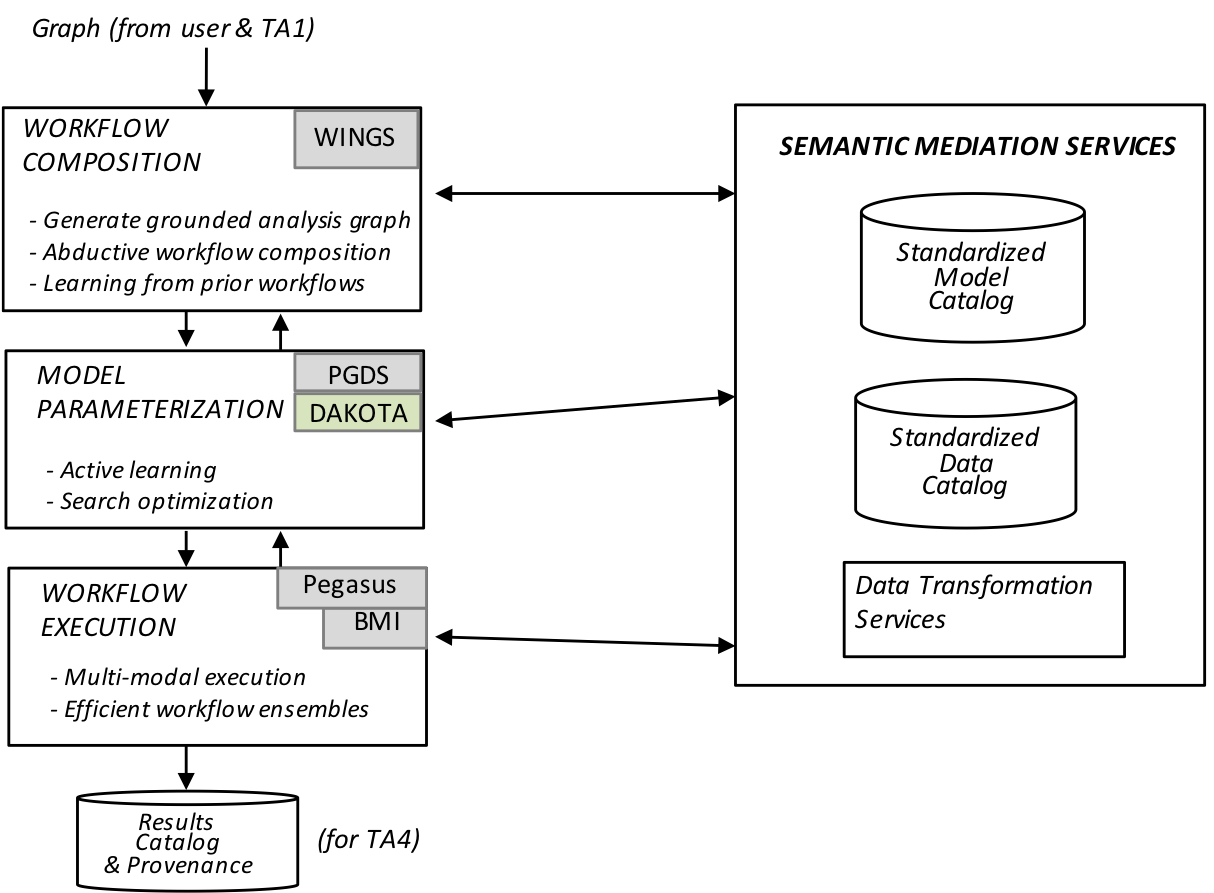 Graph (from user & TA1)
WORKFLOW
COMPOSITION
WINGS
- Generate grounded analysis graph
- Abductive workflow composition
- Learning from prior workflows
MODEL
PARAMETERIZATION
PGDS
DAKOTA
- Active learning
- Search optimization
WORKFLOW
EXECUTION
Pegasus
BMI
- Multi-modal execution
- Efficient workflow ensembles
Results
Catalog
& Provenance
(for TA4)
SEMANTIC MEDIATION SERVICES
Standardized
Model
Catalog
Standardized
Data
Catalog
Data Transformation
Services